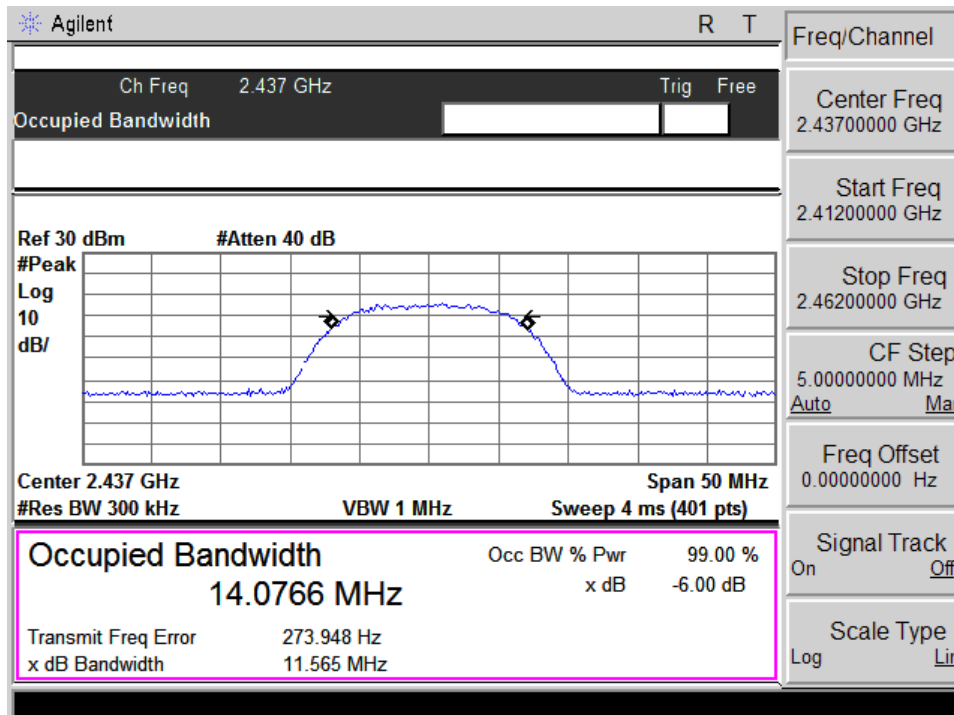 Agilent R T
Ch Freq 2.437 GHz Trig Free
Occupied Bandwidth
Ref 30 dBm #Atten 40 dB
#Peak
Log
10
dB/
Center 2.437 GHz Span 50 MHz
#Res BW 300 kHz VBW 1 MHz Sweep 4 ms (401 pts)
Occupied Bandwidth Occ BW % Pwr 99.00 %
14.0766 MHz x dB -6.00 dB
Transmit Freq Error 273.948 Hz
x dB Bandwidth 11.565 MHz
Freq/Channel
Center Freq
2.43700000 GHz
Start Freq
2.41200000 GHz
Stop Freq
2.46200000 GHz
CF Step
5.00000000 MHz
Auto Ma
Freq Offset
0.00000000 Hz
Signal Track
On Off
Scale Type
Log Lin